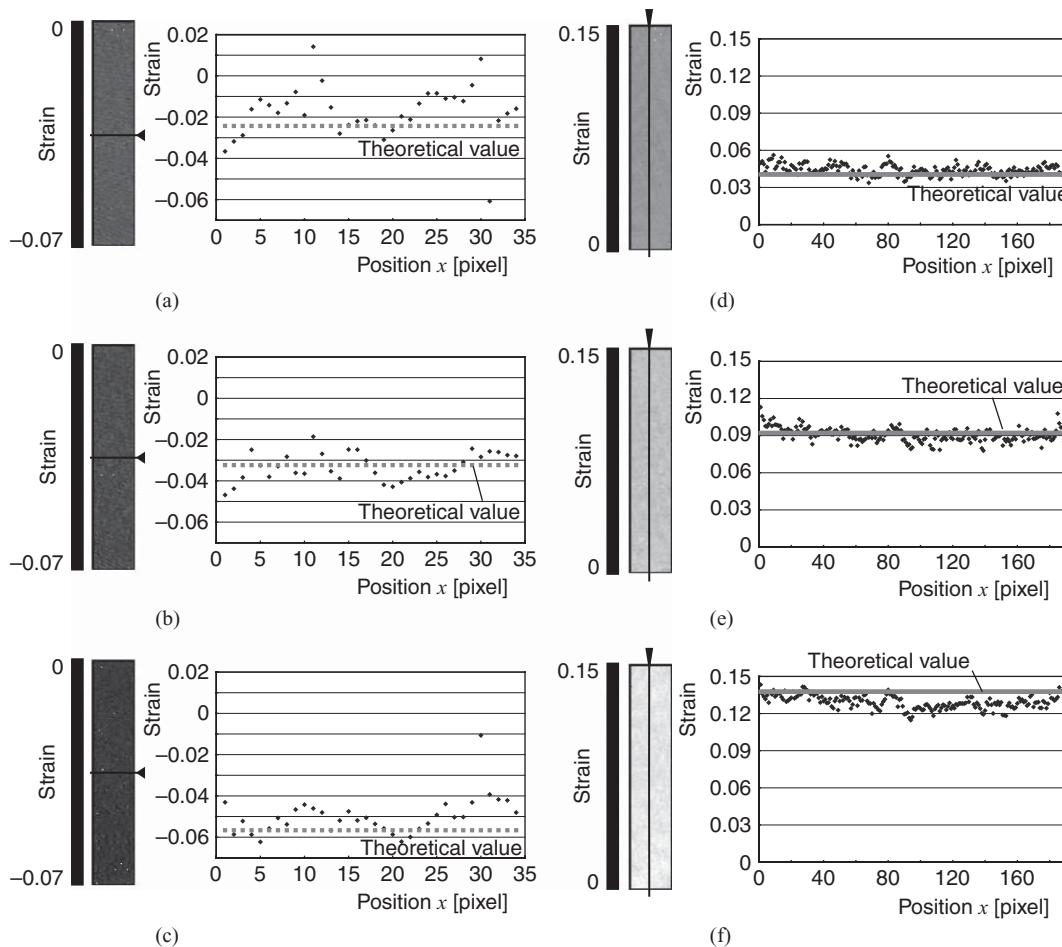 0
Strain
−0.07
Strain
0.02
0
−0.02
−0.04
−0.06
Theoretical value
0 5 10 15 20 25 30 35
Position x [pixel]
(a)
0.15
Strain
0
Strain
0.15
0.12
0.09
0.06
0.03
0
Theoretical value
0 40 80 120 160
Position x [pixel]
(d)
0
Strain
−0.07
Strain
0.02
0
−0.02
−0.04
−0.06
Theoretical value
0 5 10 15 20 25 30 35
Position x [pixel]
(b)
0.15
Strain
0
Strain
0.15
0.12
0.09
0.06
0.03
0
Theoretical value
0 40 80 120 160
Position x [pixel]
(e)
0
Strain
−0.07
Strain
0.02
0
−0.02
−0.04
−0.06
Theoretical value
0 5 10 15 20 25 30 35
Position x [pixel]
(c)
0.15
Strain
0
Strain
0.15
0.12
0.09
0.06
0.03
0
Theoretical value
0 40 80 120 160
Position x [pixel]
(f)